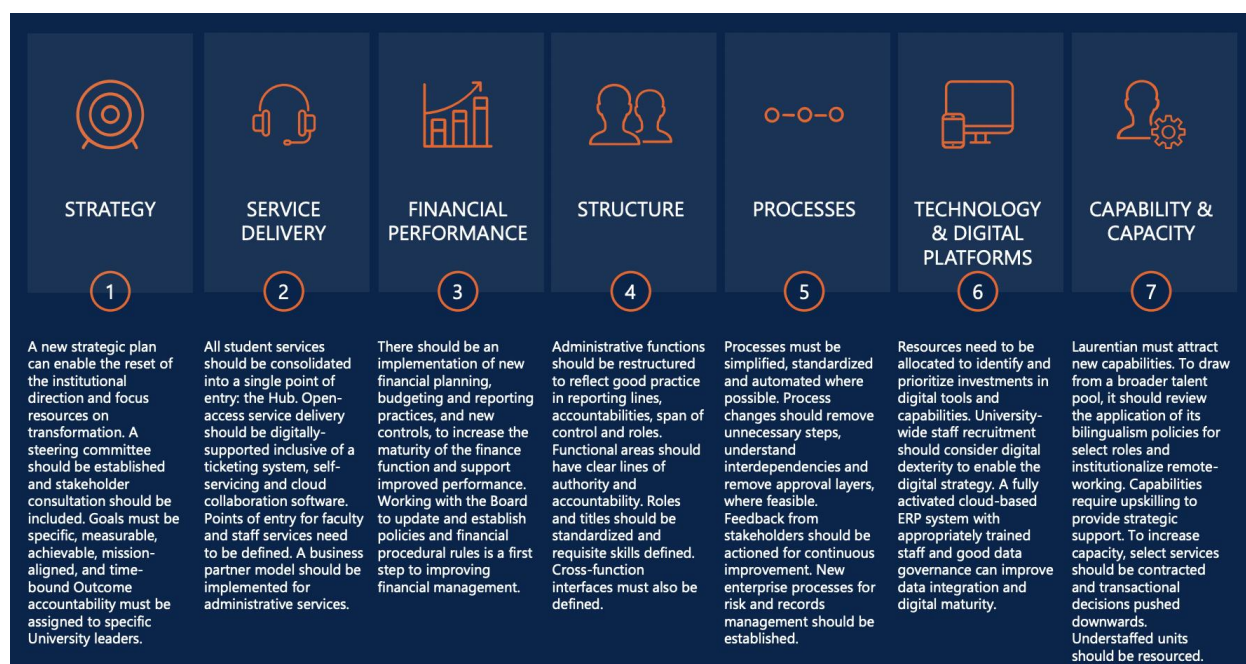 STRATEGY
1
A new strategic plan
can enable the reset of
the institutional
direction and focus
resources on
transformation. A
steering committee
should be established
and stakeholder
consultation should be
included. Goals must be
specific, measurable,
achievable, mission-
aligned, and time-
bound Outcome
accountability must be
assigned to specific
University leaders.
SERVICE
DELIVERY
2
All student services
should be consolidated
into a single point of
entry: the Hub. Open-
access service delivery
should be digitally-
supported inclusive of a
ticketing system, self-
servicing and cloud
collaboration software.
Points of entry for faculty
and staff services need
to be defined. A business
partner model should be
implemented for
administrative services.
FINANCIAL
PERFORMANCE
3
There should be an
implementation of new
financial planning,
budgeting and reporting
practices, and new
controls, to increase the
maturity of the finance
function and support
improved performance.
Working with the Board
to update and establish
policies and financial
procedural rules is a first
step to improving
financial management.
STRUCTURE
4
Administrative functions
should be restructured
to reflect good practice
in reporting lines,
accountabilities, span of
control and roles.
Functional areas should
have clear lines of
authority and
accountability. Roles
and titles should be
standardized and
requisite skills defined.
Cross-function
interfaces must also be
defined.
PROCESSES
5
Processes must be
simplified, standardized
and automated where
possible. Process
changes should remove
unnecessary steps,
understand
interdependencies and
remove approval layers,
where feasible.
Feedback from
stakeholders should be
actioned for continuous
improvement. New
enterprise processes for
risk and records
management should be
established.
TECHNOLOGY
& DIGITAL
PLATFORMS
6
Resources need to be
allocated to identify and
prioritize investments in
digital tools and
capabilities. University-
wide staff recruitment
should consider digital
dexterity to enable the
digital strategy. A fully
activated cloud-based
ERP system with
appropriately trained
staff and good data
governance can improve
data integration and
digital maturity.
CAPABILITY &
CAPACITY
7
Laurentian must attract
new capabilities. To draw
from a broader talent
pool, it should review
the application of its
bilingualism policies for
select roles and
institutionalize remote-
working. Capabilities
require upskilling to
provide strategic
support. To increase
capacity, select services
should be contracted
and transactional
decisions pushed
downwards.
Understaffed units
should be resourced.